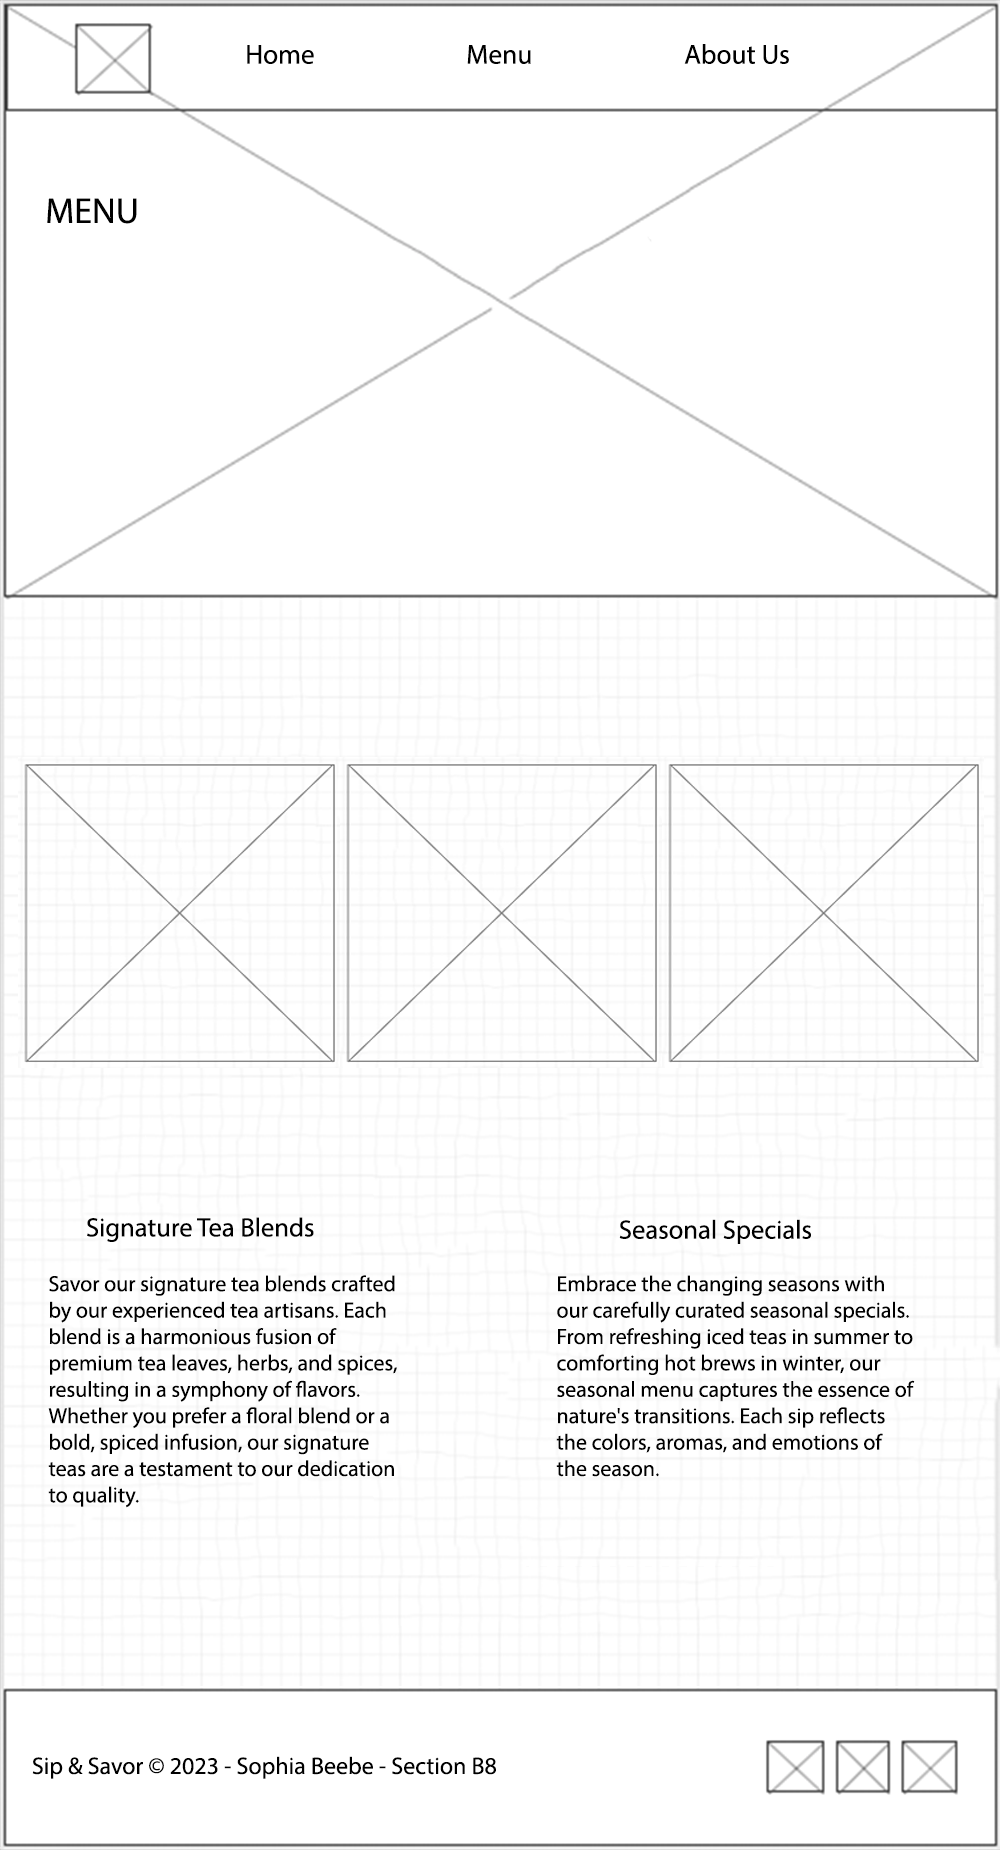 Home Menu About Us
MENU
Signature Tea Blends
Savor our signature tea blends crafted
by our experienced tea artisans. Each
blend is a harmonious fusion of
premium tea leaves, herbs, and spices,
resulting in a symphony of flavors.
Whether you prefer a floral blend or a
bold, spiced infusion, our signature
teas are a testament to our dedication
to quality.
Seasonal Specials
Embrace the changing seasons with
our carefully curated seasonal specials.
From refreshing iced teas in summer to
comforting hot brews in winter, our
seasonal menu captures the essence of
nature's transitions. Each sip reflects
the colors, aromas, and emotions of
the season.
Sip & Savor © 2023 - Sophia Beebe - Section B8